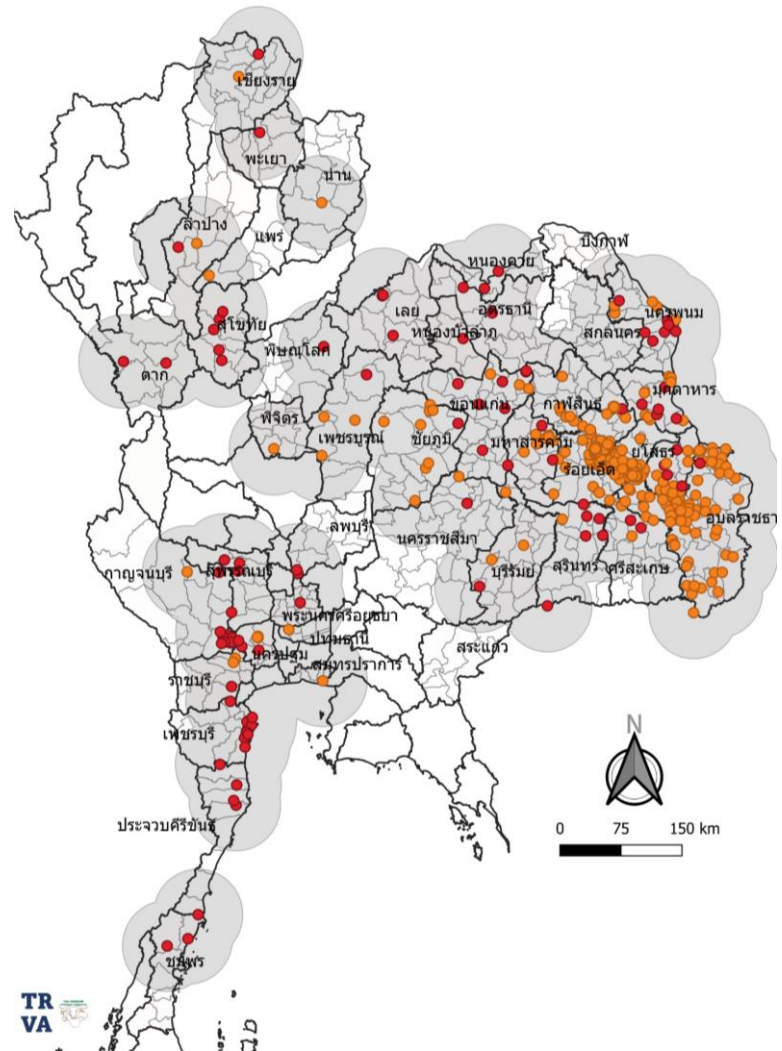 เชียงราย
พะเยา
น่าน
ลำปาง
แพร่
บึงกาฬ
หนองคาย
เลย
อุดรธานี
นครพนม
สกลนคร
สุโขทัย
หนองบัวลำภู
พิษณุโลก
ตาก
มุกดาหาร
ขอนแก่น
กาฬสินธุ์
พิจิตร
เพชรบูรณ์
ชัยภูมิ
มหาสารคาม
ยโสธร
ร้อยเอ็ด
อุบลราชธานี
ลพบุรี
นครราชสีมา
กาญจนบุรี
สุพรรณบุรี
บุรีรัมย์
สุรินทร์
ศรีสะเกษ
พระนครศรีอยุธยา
ปทุมธานี
สระแก้ว
นครปฐม
สมุทรปราการ
ราชบุรี
เพชรบุรี
ประจวบคีรีขันธ์
ชุมพร
N
0 75 150 km
TR
VA